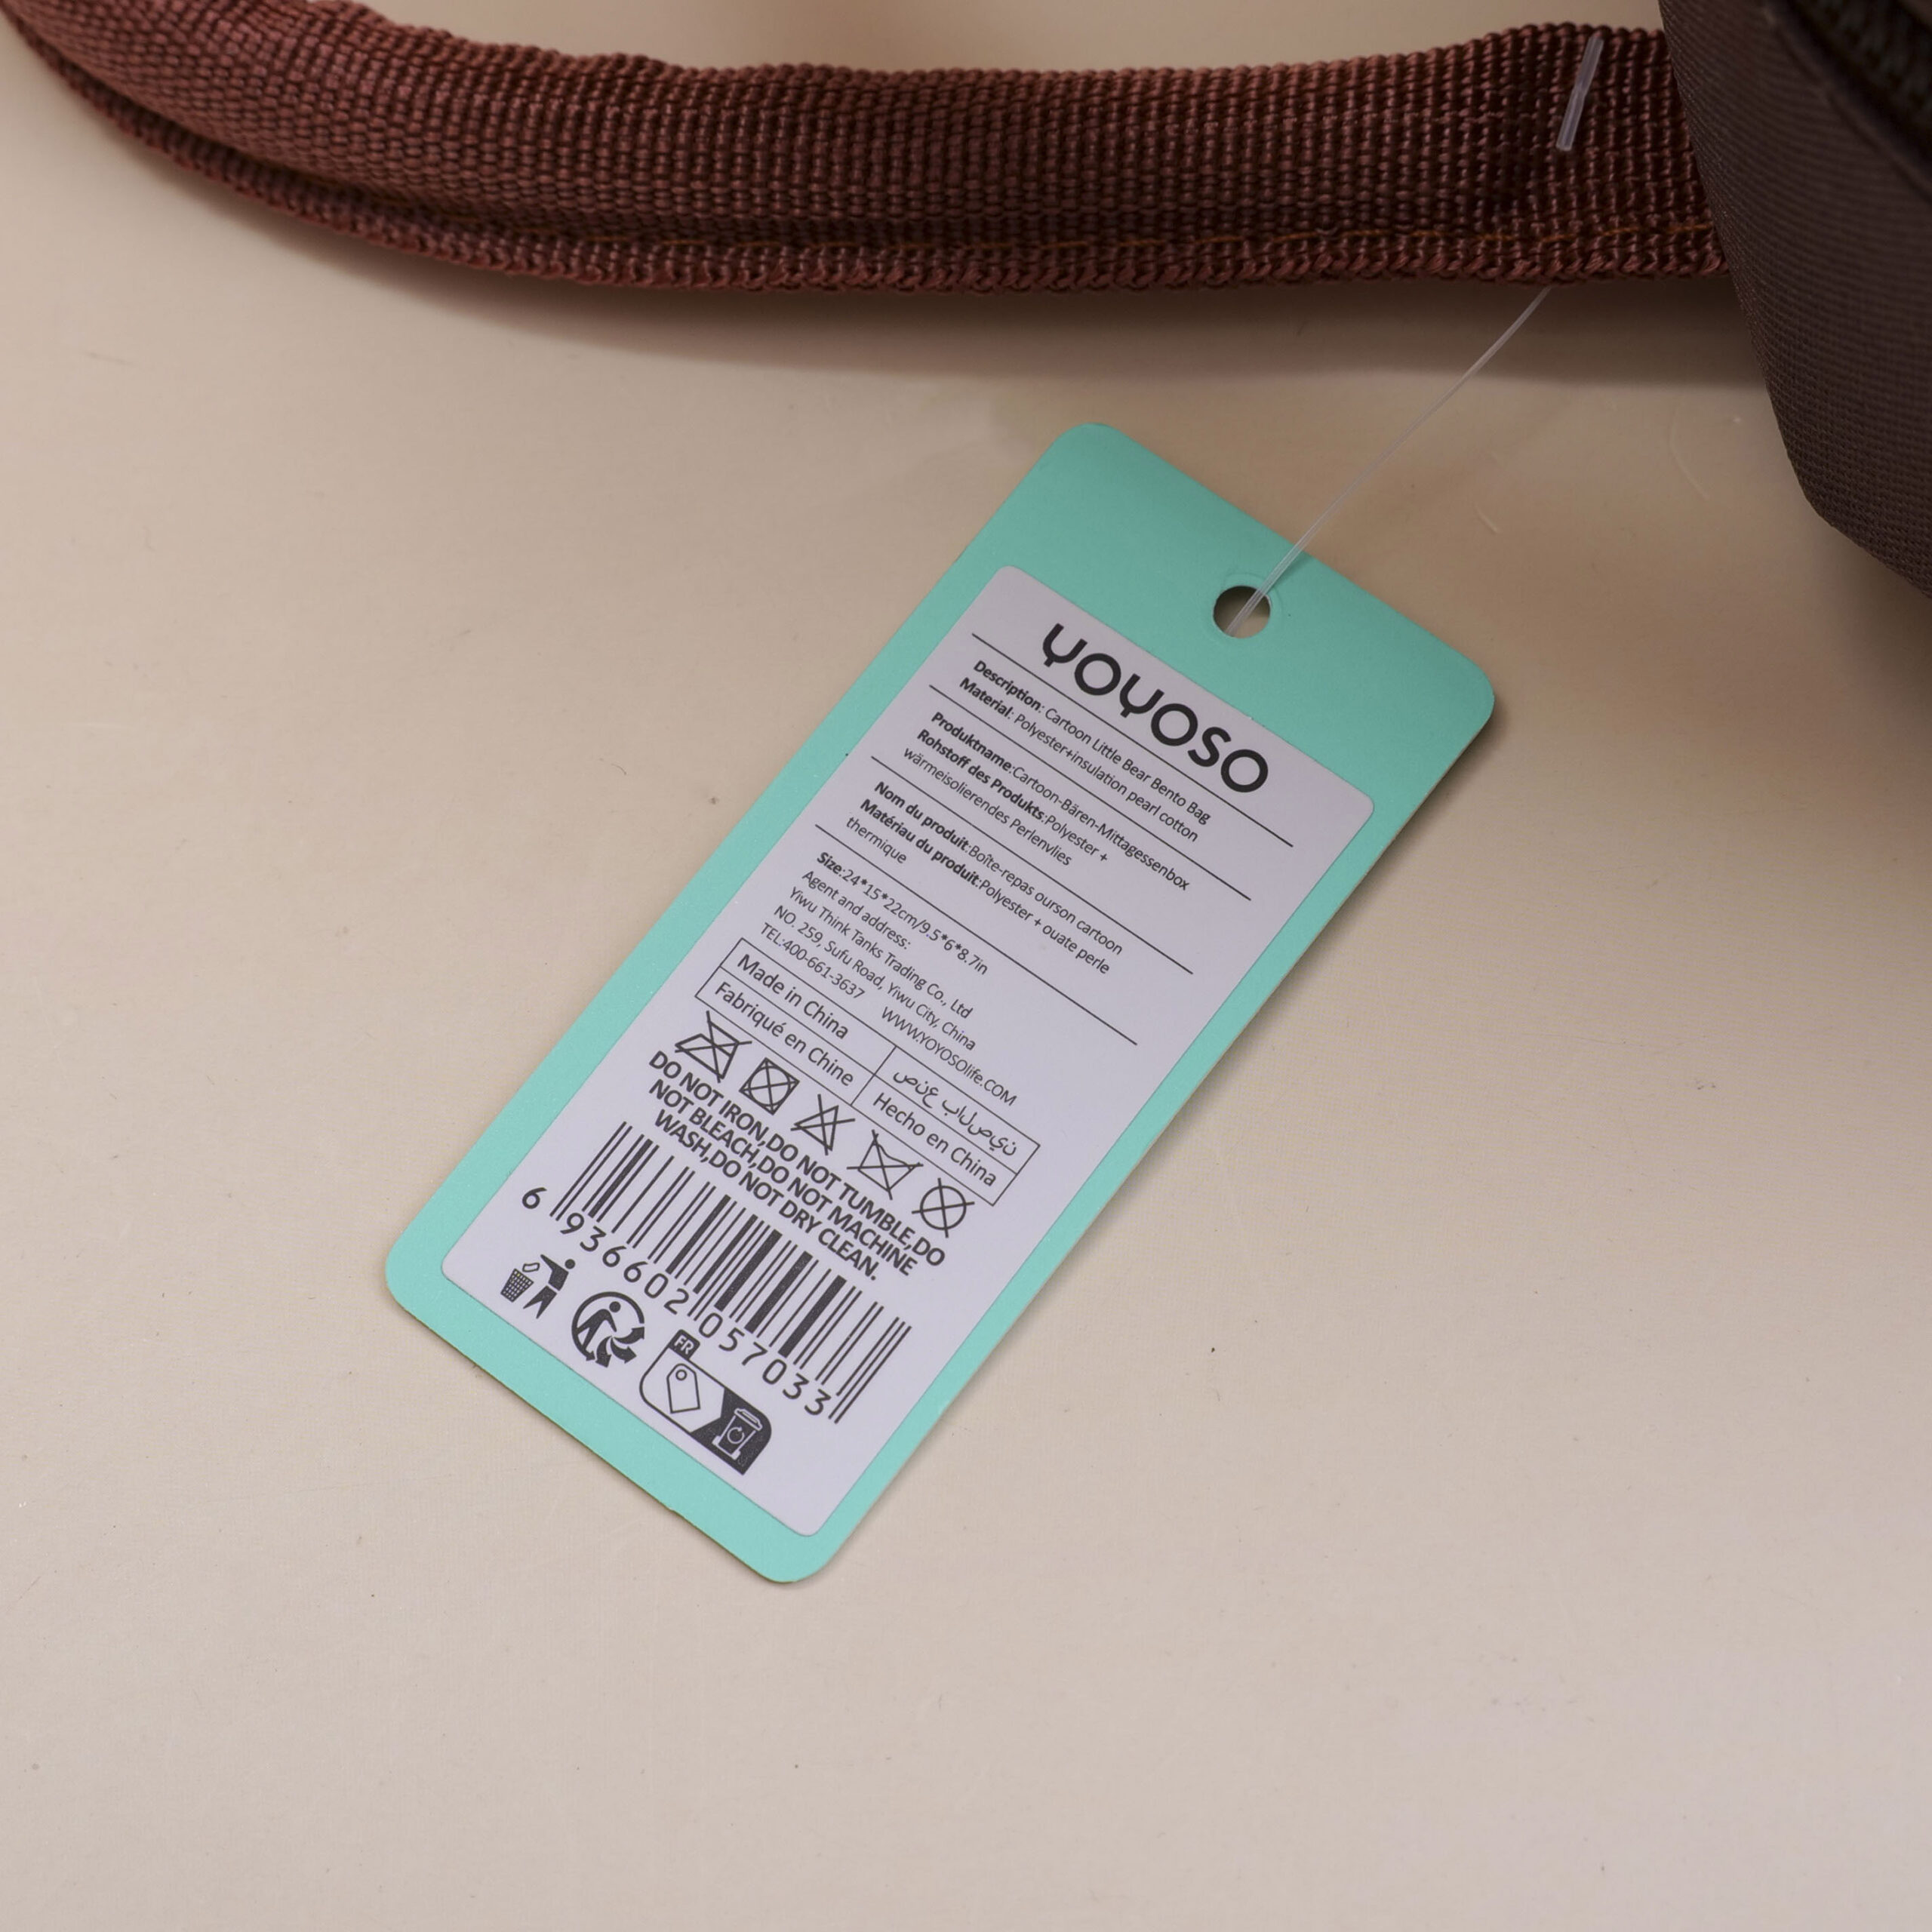 YOYOSO
Description: Cartoon Little Bear Bento Bag
Material: Polyester+insulation pearl cotton
Produktname:Cartoon-Bären-Mittagessenbox
Rohstoff des Produkts:Polyester +
wärmeisolierendes Perlenvlies
Nom du produit:Boîte-repas ourson cartoon
Matériau du produit:Polyester + ouate perle
thermique
Size:24*15*22cm/9.5*6*8.7in
Agent and address:
Yiwu Think Tanks Trading Co., Ltd
NO. 259, Sufu Road, Yiwu City, China
TEL:400-661-3637 WWW.YOYOSOlife.COM
Made in China صنع بالصين
Fabriqué en Chine Hecho en China
DO NOT IRON,DO NOT TUMBLE,DO
NOT BLEACH,DO NOT MACHINE
WASH,DO NOT DRY CLEAN.
6 936602 057033
FR